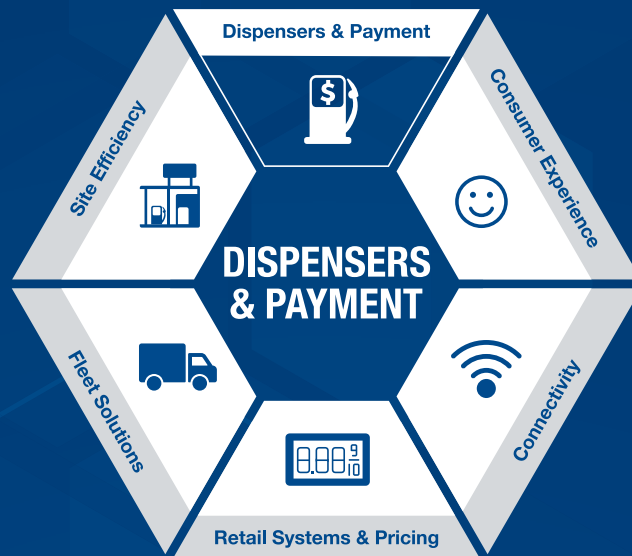 Dispensers & Payment
$
Site Efficiency
Consumer Experience
DISPENSERS
& PAYMENT
Fleet Solutions
Connectivity
8.88 9/10
Retail Systems & Pricing